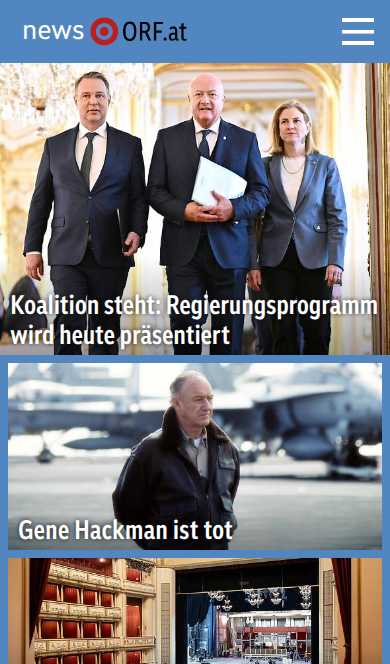 news ORF.at
Koalition steht: Regierungsprogramm
wird heute präsentiert
Gene Hackman ist tot